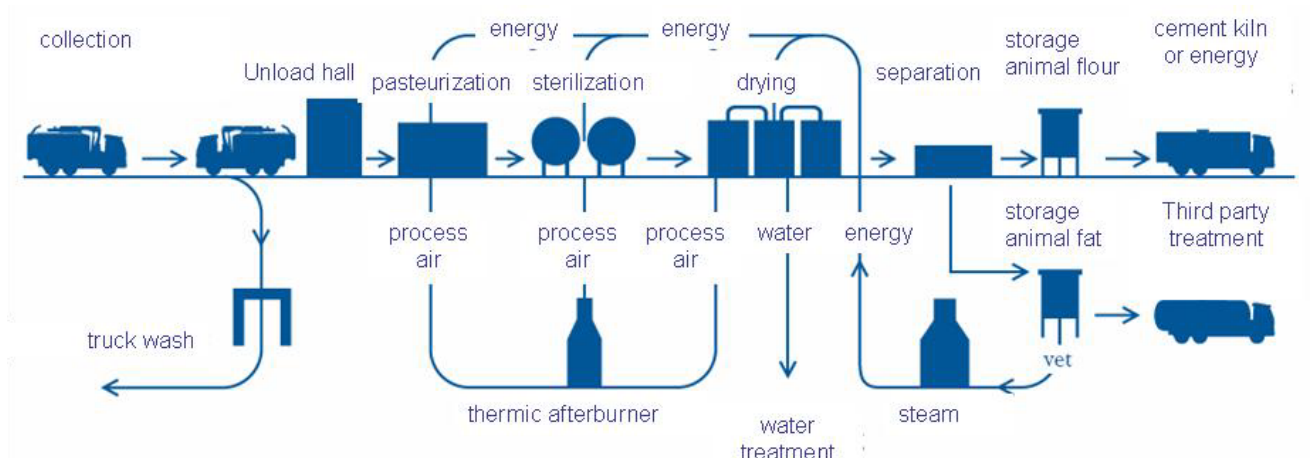 energy
energy
storage
animal flour
cement kiln
or energy
collection
Unload hall
pasteurization
sterilization
drying
separation
process
air
process
air
process
air
water
energy
storage
animal fat
Third party
treatment
truck wash
vet
thermic afterburner
water
treatment
steam